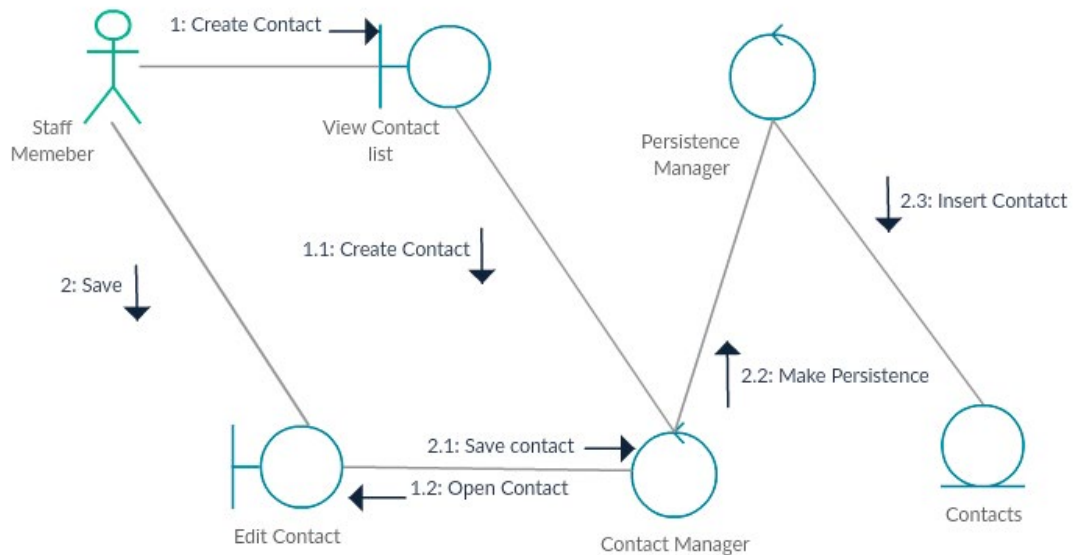 1: Create Contact
Staff
Memeber
View Contact
list
Persistence
Manager
2.3: Insert Contatct
1.1: Create Contact
2: Save
2.2: Make Persistence
2.1: Save contact
1.2: Open Contact
Edit Contact
Contact Manager
Contacts